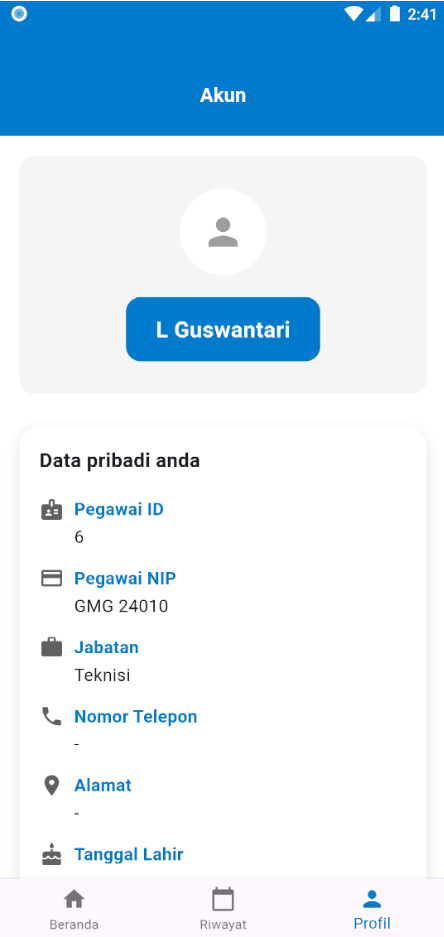 2:41
Akun
L Guswantari
Data pribadi anda
Pegawai ID
6
Pegawai NIP
GMG 24010
Jabatan
Teknisi
Nomor Telepon
-
Alamat
-
Tanggal Lahir
Beranda
Riwayat
Profil